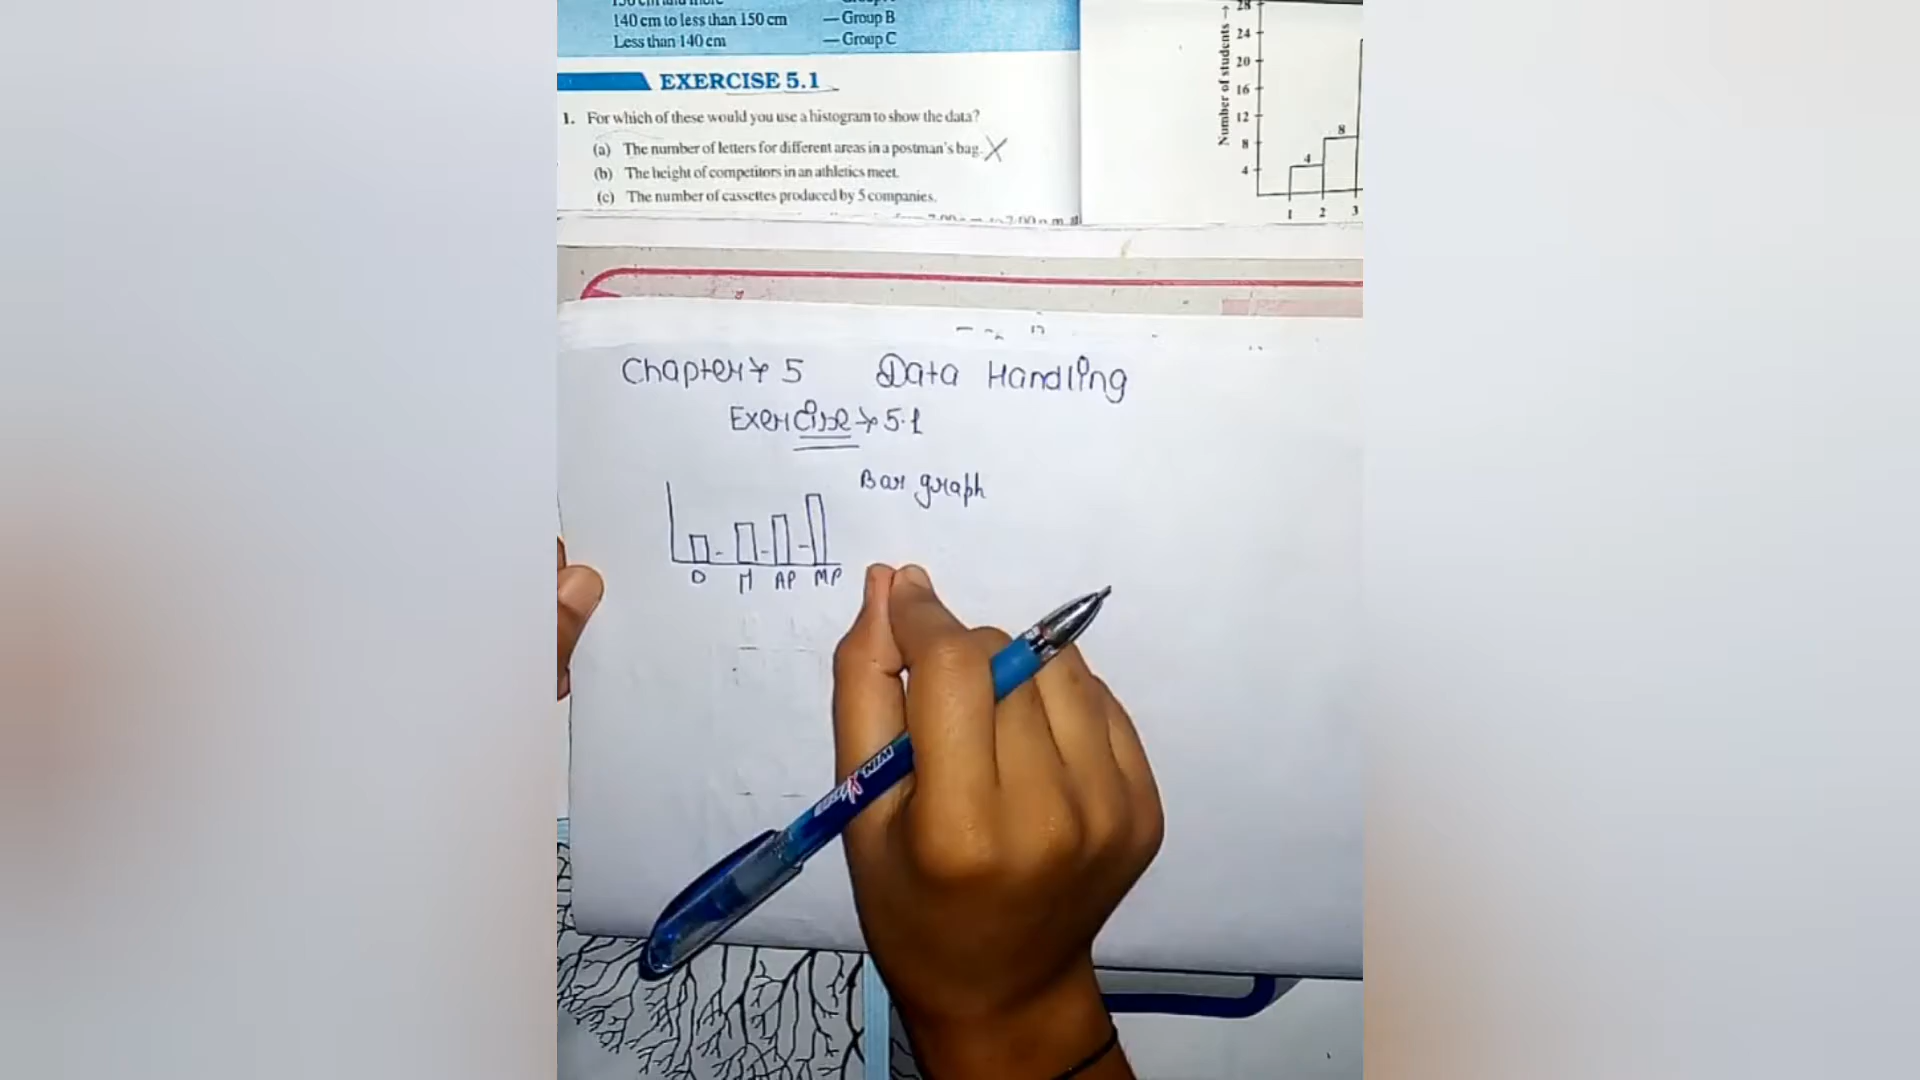 140 cm to less than 150 cm — Group B
Less than 140 cm — Group C
EXERCISE 5.1
1. For which of these would you use a histogram to show the data?
(a) The number of letters for different areas in a postman's bag.
(b) The height of competitors in an athletics meet.
(c) The number of cassettes produced by 5 companies.
Number of students →
28
24
20
16
12
8
4
4
8
1 2 3
Chapter → 5 Data Handling
Exercise → 5.1
Bar graph
D M AP MP
WIN